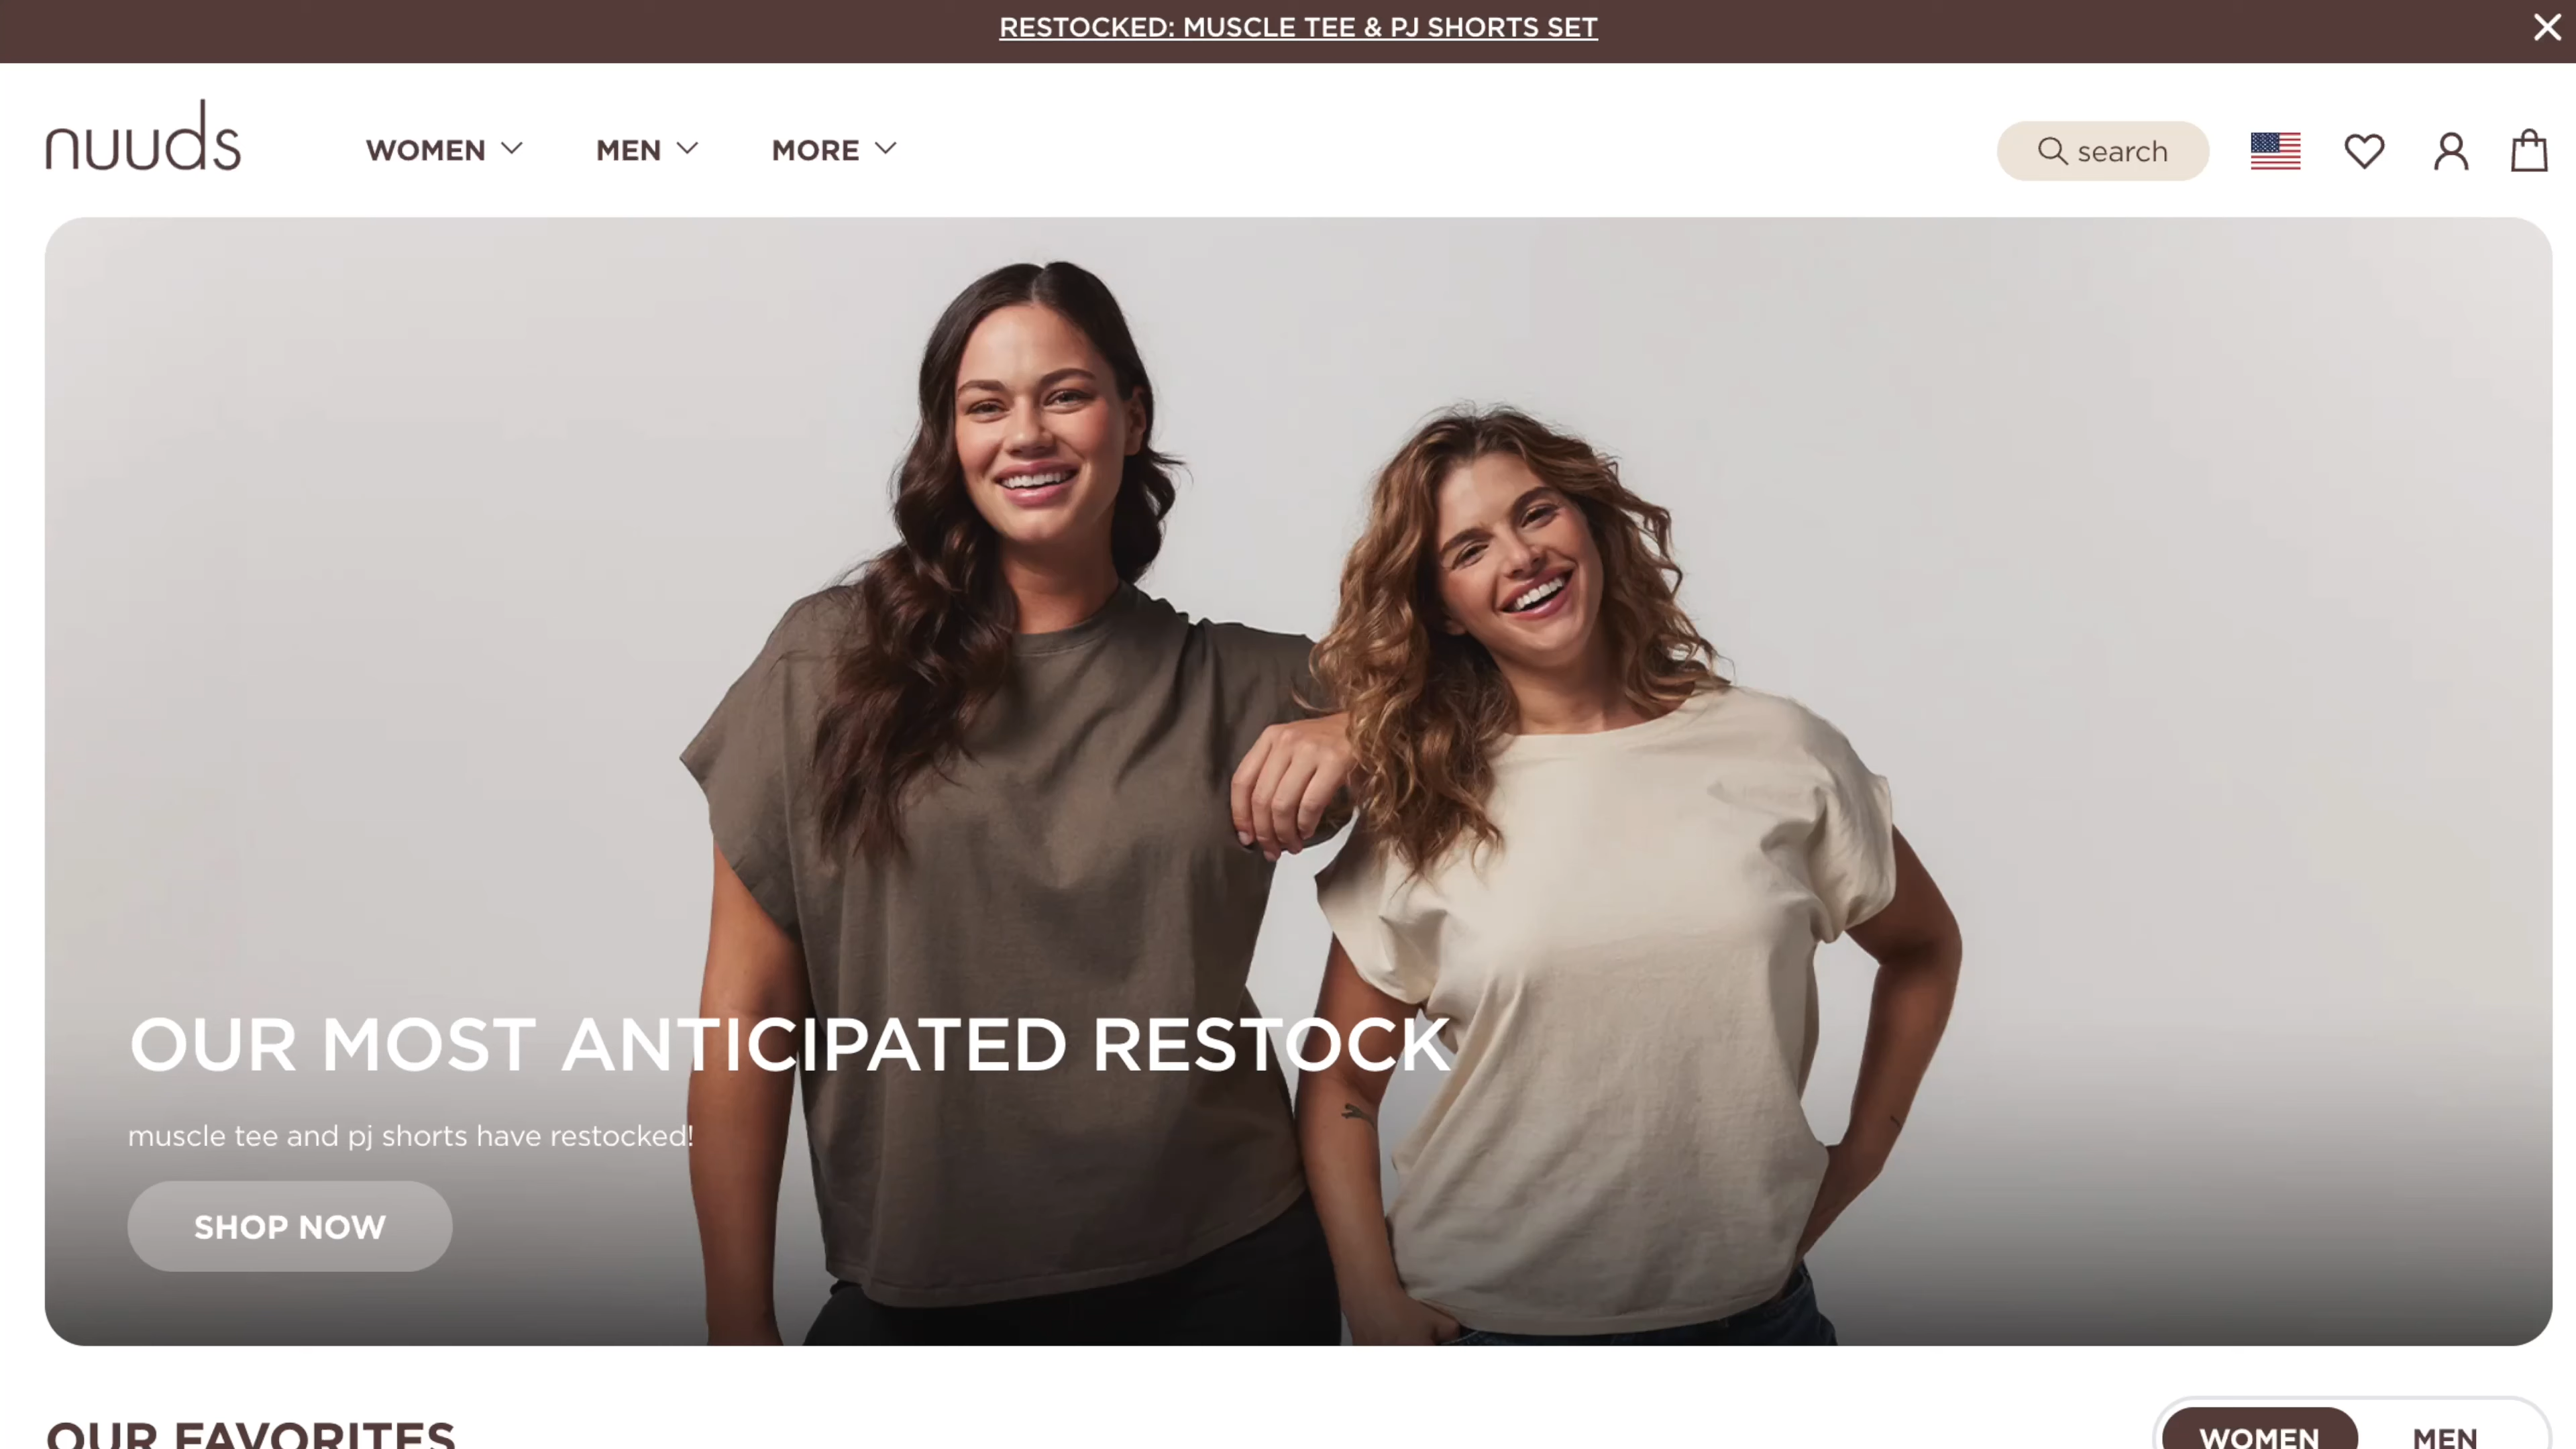 RESTOCKED: MUSCLE TEE & PJ SHORTS SET
nuuds
WOMEN
MEN
MORE
search
OUR MOST ANTICIPATED RESTOCK
muscle tee and pj shorts have restocked!
SHOP NOW
OUR FAVORITES
WOMEN
MEN